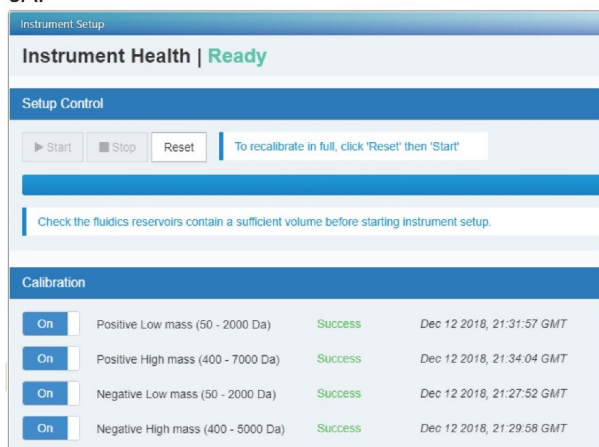 Instrument Setup
Instrument Health | Ready
Setup Control
Start Stop Reset To recalibrate in full, click 'Reset' then 'Start'
Check the fluidics reservoirs contain a sufficient volume before starting instrument setup.
Calibration
On Positive Low mass (50 - 2000 Da) Success Dec 12 2018, 21:31:57 GMT
On Positive High mass (400 - 7000 Da) Success Dec 12 2018, 21:34:04 GMT
On Negative Low mass (50 - 2000 Da) Success Dec 12 2018, 21:27:52 GMT
On Negative High mass (400 - 5000 Da) Success Dec 12 2018, 21:29:58 GMT